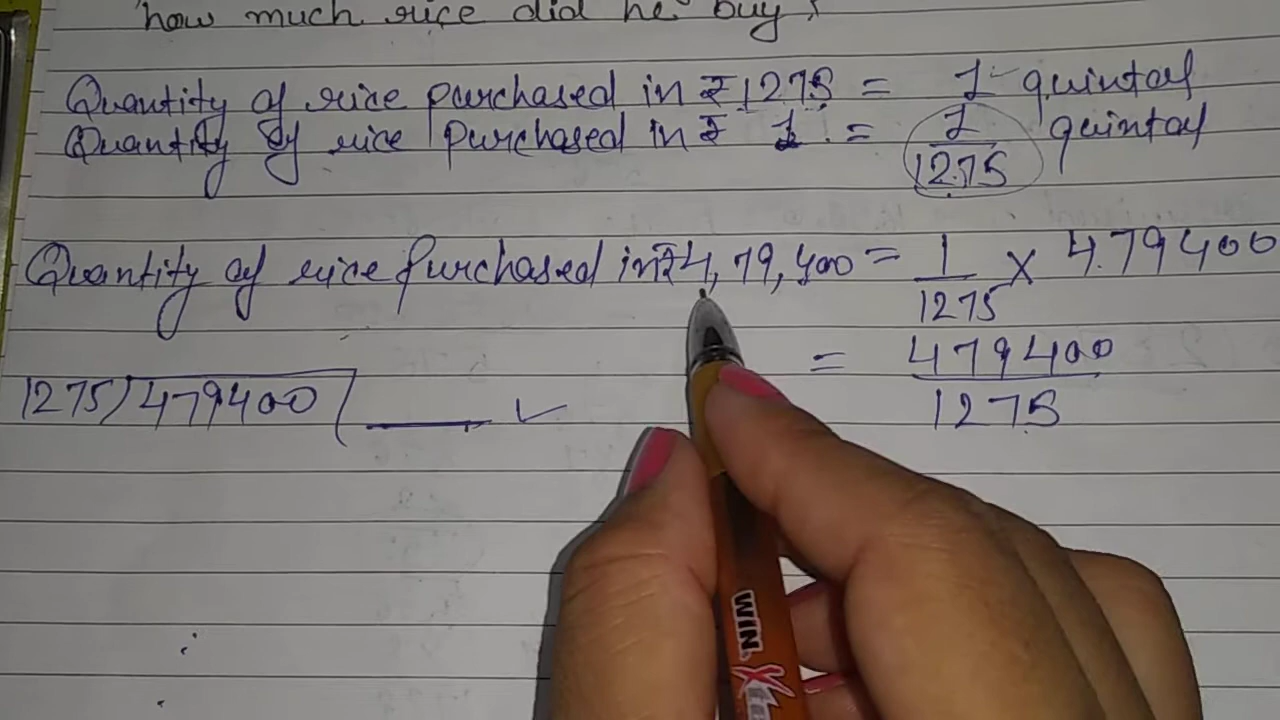 how much rice did he buy?
Quantity of rice purchased in ₹1275 = 1 quintal
Quantity of rice purchased in ₹ 1 = 1/1275 quintal
Quantity of rice purchased in ₹4,79,400 = 1/1275 × 479400
= 479400/1275
1275)479400(
WIN